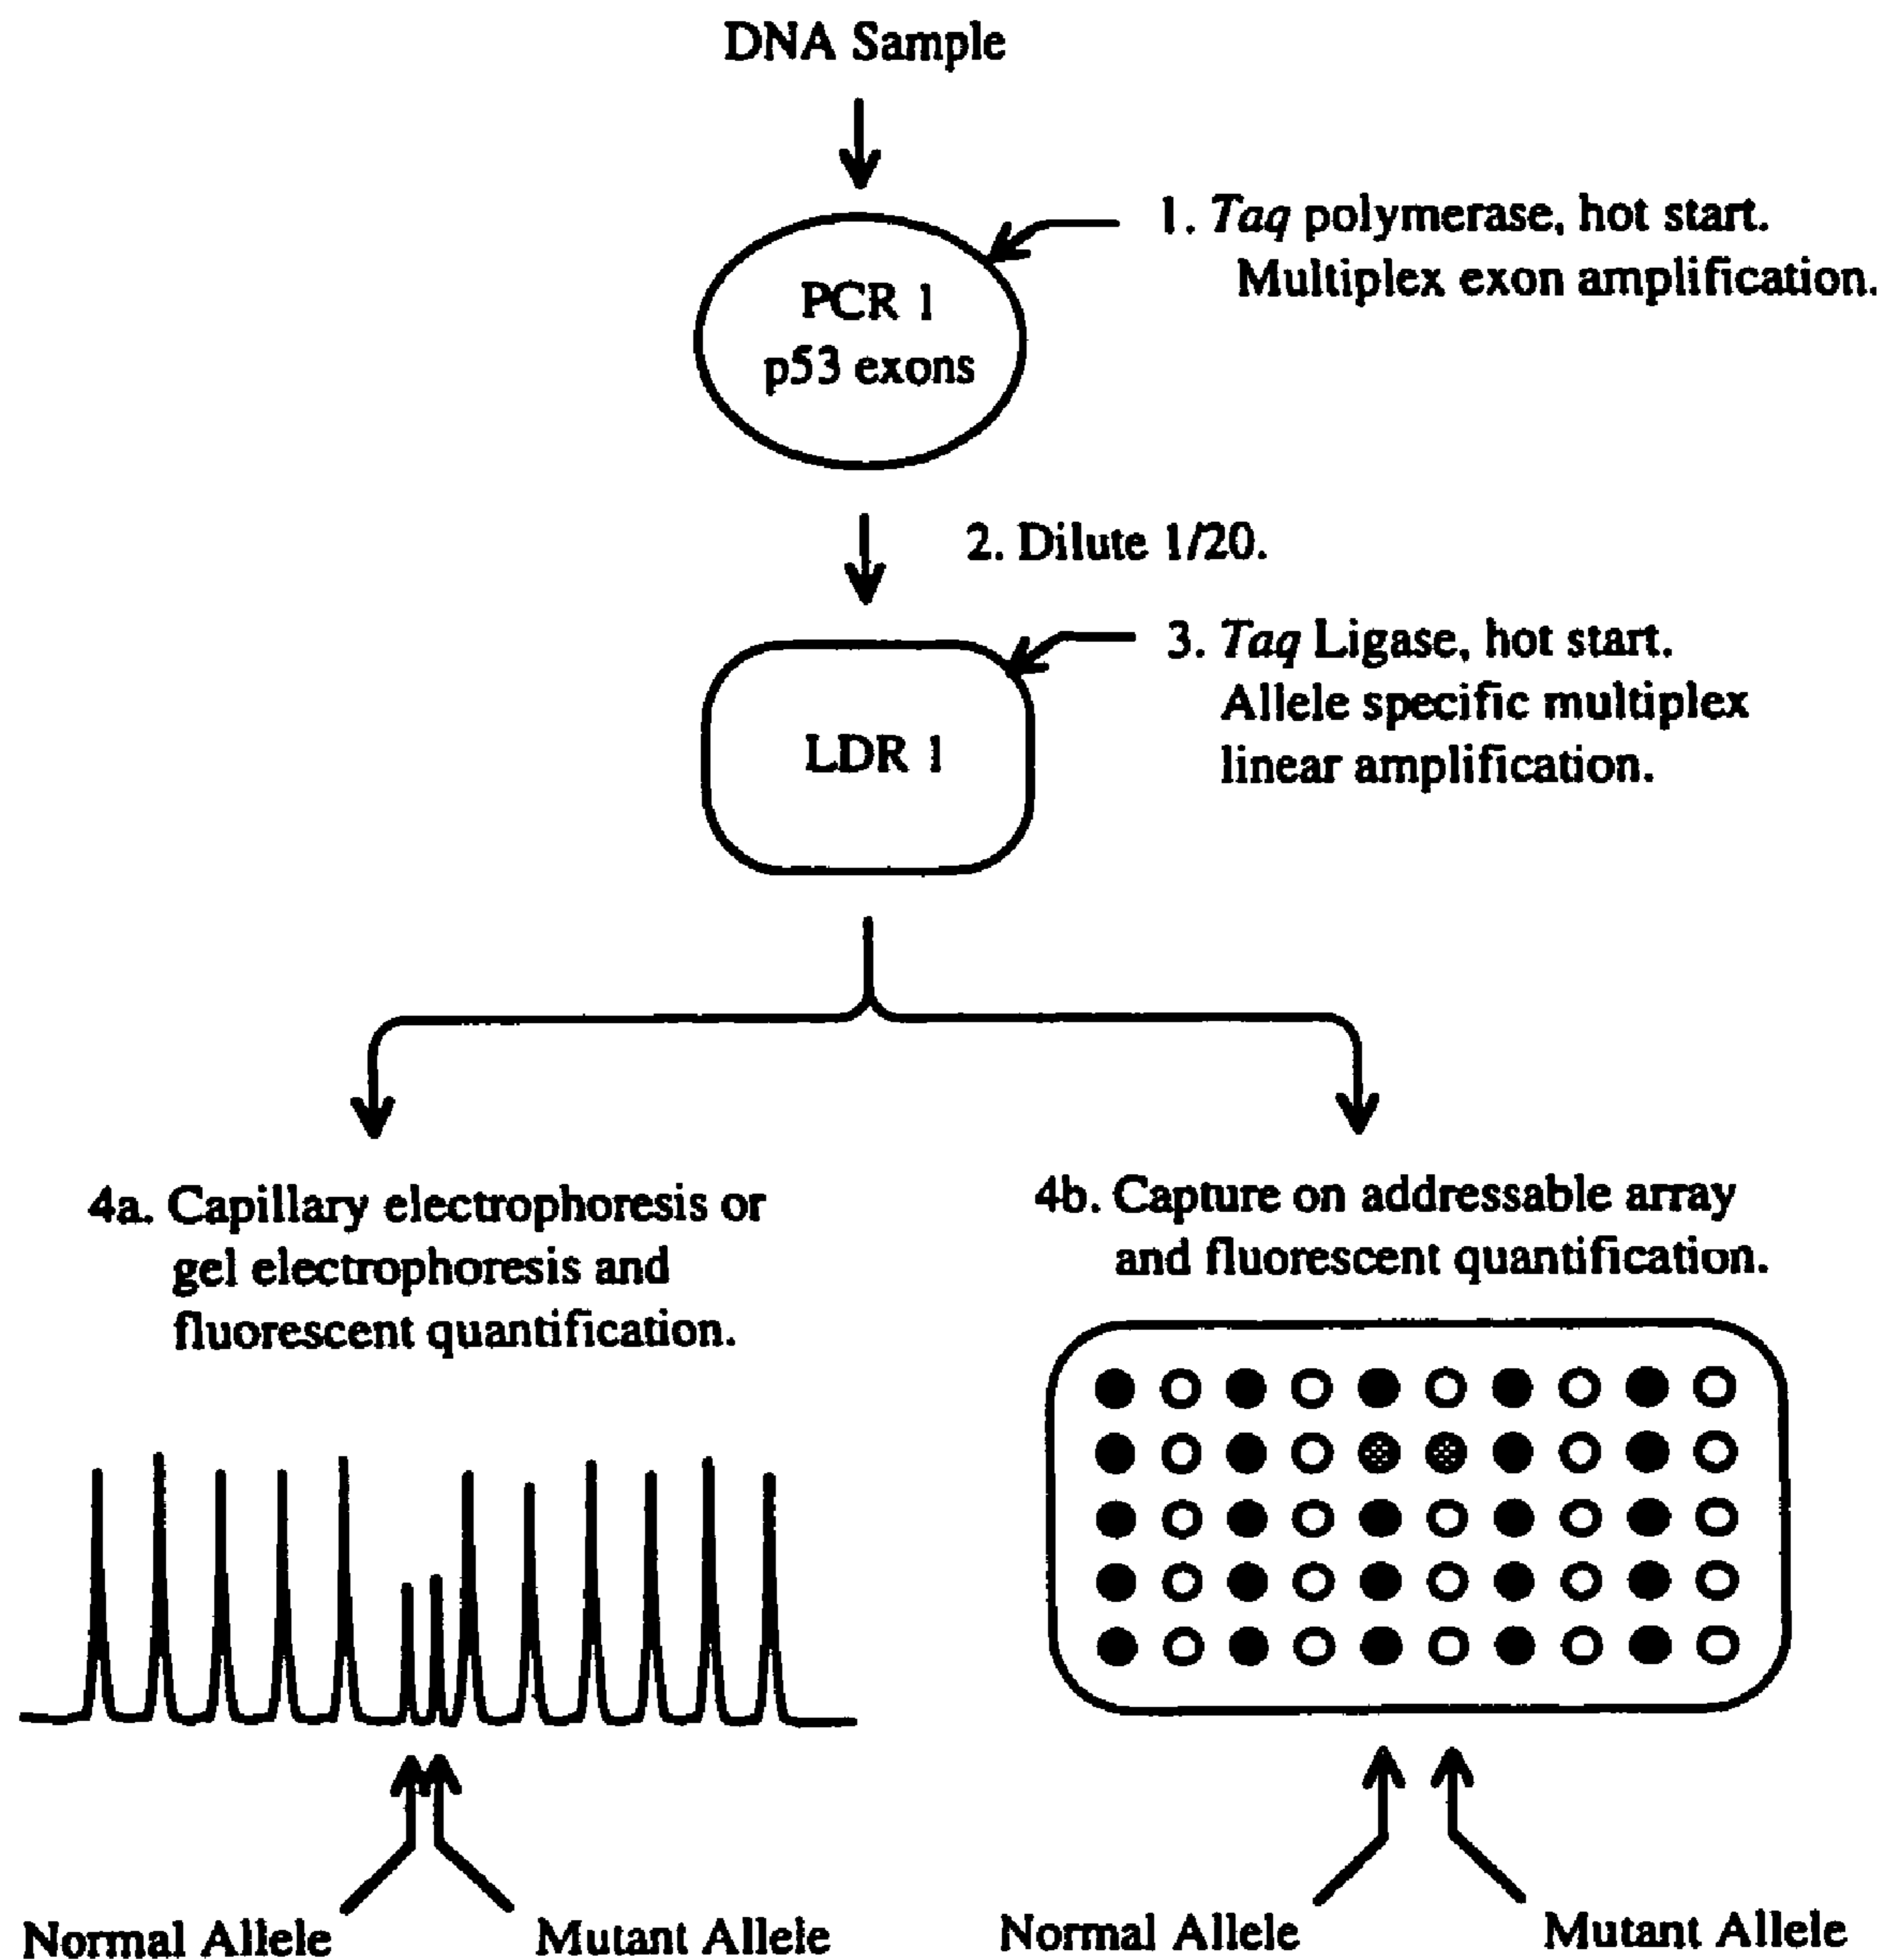 DNA Sample
1. Taq polymerase, hot start.
Multiplex exon amplification.
PCR 1
p53 exons
2. Dilute 1/20.
3. Taq Ligase, hot start.
Allele specific multiplex
linear amplification.
LDR 1
4a. Capillary electrophoresis or
gel electrophoresis and
fluorescent quantification.
4b. Capture on addressable array
and fluorescent quantification.
Normal Allele
Mutant Allele
Normal Allele
Mutant Allele